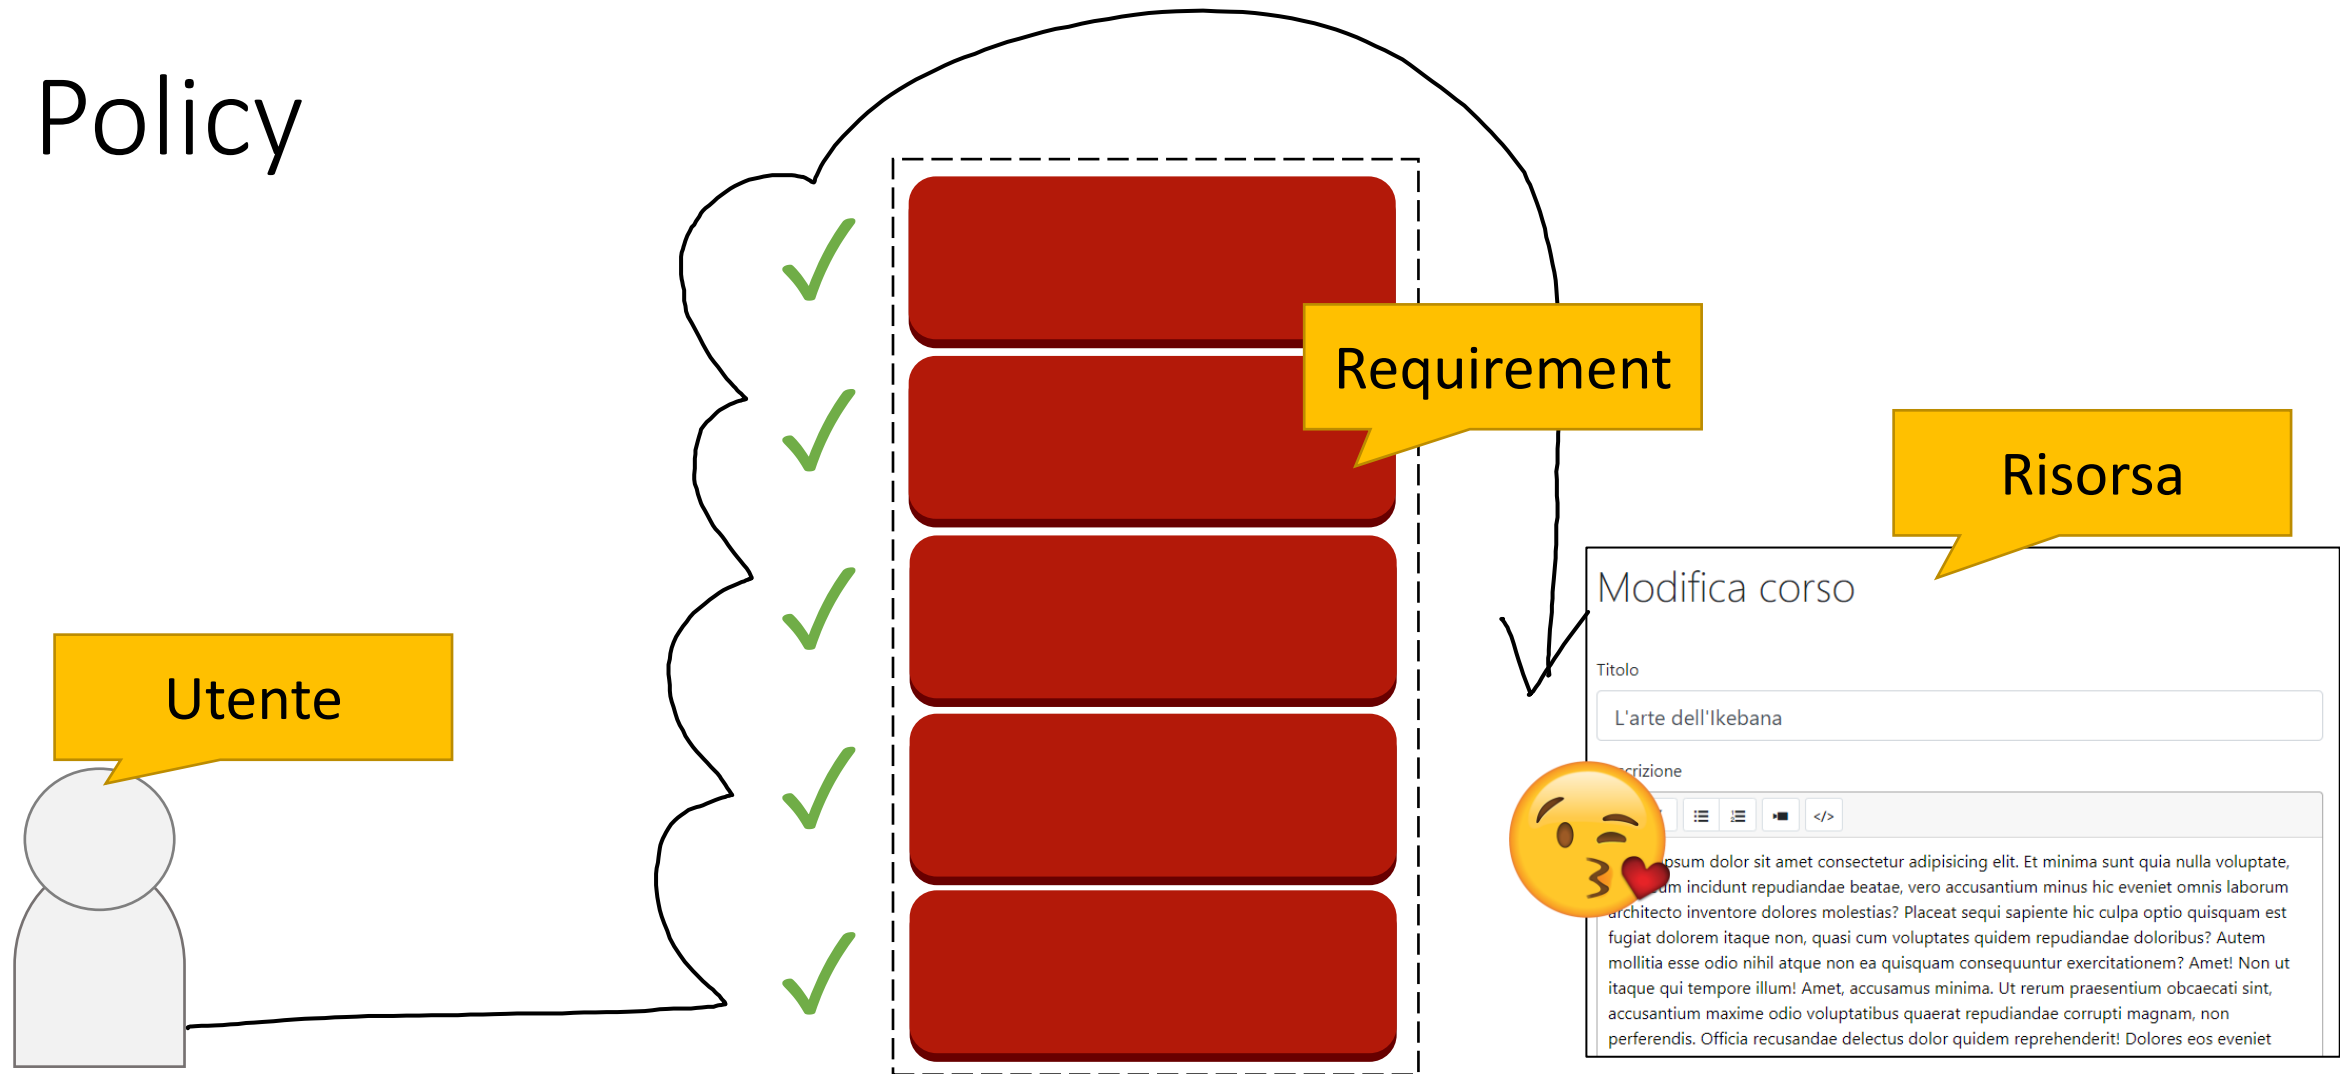 Policy
Requirement
Risorsa
Utente
Modifica corso
Titolo
L'arte dell'Ikebana
</>
dolor sit amet consectetur adipisicing elit. Et minima sunt quia nulla voluptate,
incidunt repudiandae beatae, vero accusantium minus hic eveniet omnis laborum
architecto inventore dolores molestias? Placeat sequi sapiente hic culpa optio quisquam est
fugiat dolorem itaque non, quasi cum voluptates quidem repudiandae doloribus? Autem
mollitia esse odio nihil atque non ea quisquam consequuntur exercitationem? Amet! Non ut
itaque qui tempore illum! Amet, accusamus minima. Ut rerum praesentium obcaecati sint,
accusantium maxime odio voluptatibus quaerat repudiandae corrupti magnam, non
perferendis. Officia recusandae delectus dolor quidem reprehenderit! Dolores eos eveniet